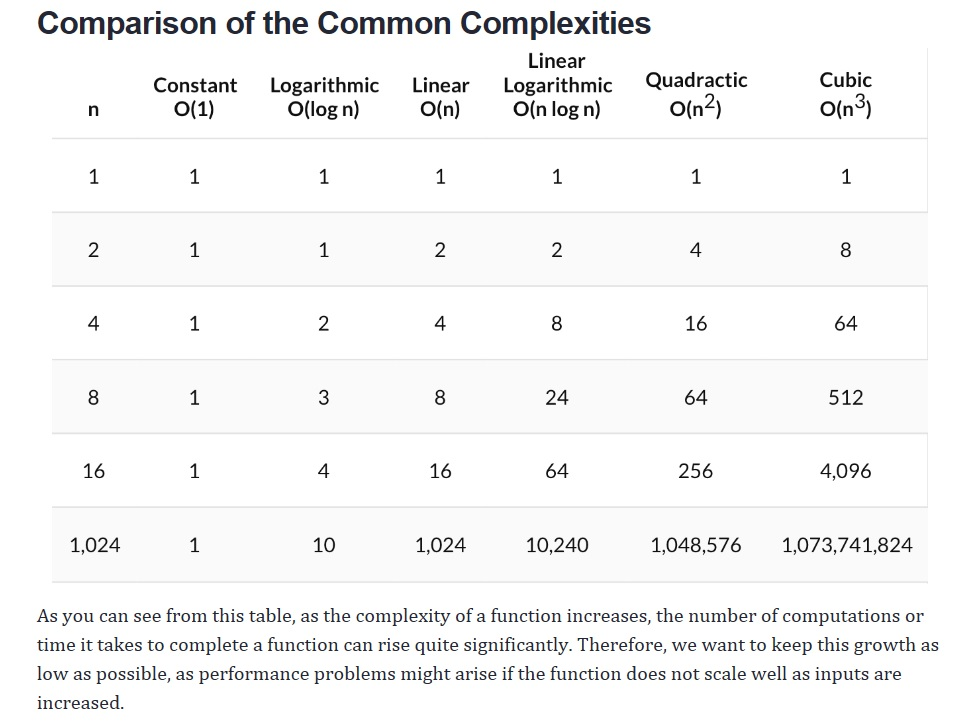 Comparison of the Common Complexities
n Constant O(1) Logarithmic O(log n) Linear O(n) Linear Logarithmic O(n log n) Quadractic O(n²) Cubic O(n³)
1 1 1 1 1 1 1
2 1 1 2 2 4 8
4 1 2 4 8 16 64
8 1 3 8 24 64 512
16 1 4 16 64 256 4,096
1,024 1 10 1,024 10,240 1,048,576 1,073,741,824
As you can see from this table, as the complexity of a function increases, the number of computations or
time it takes to complete a function can rise quite significantly. Therefore, we want to keep this growth as
low as possible, as performance problems might arise if the function does not scale well as inputs are
increased.